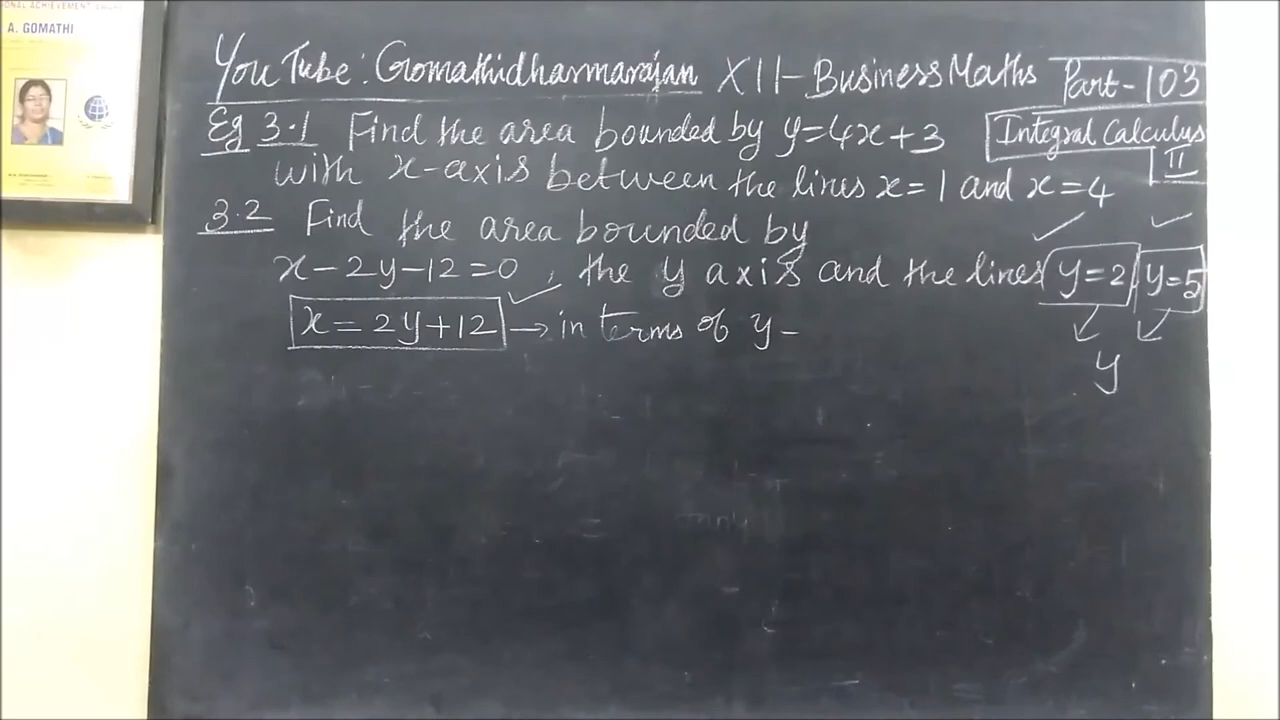 A. GOMATHI
YouTube: Gomathidharmarajan XII-Business Maths Part-103
Eg 3.1 Find the area bounded by y=4x+3 Integral Calculus
with x-axis between the lines x=1 and x=4 II
3.2 Find the area bounded by
x-2y-12=0, the y axis and the lines y=2, y=5
x=2y+12 → in terms of y-
y